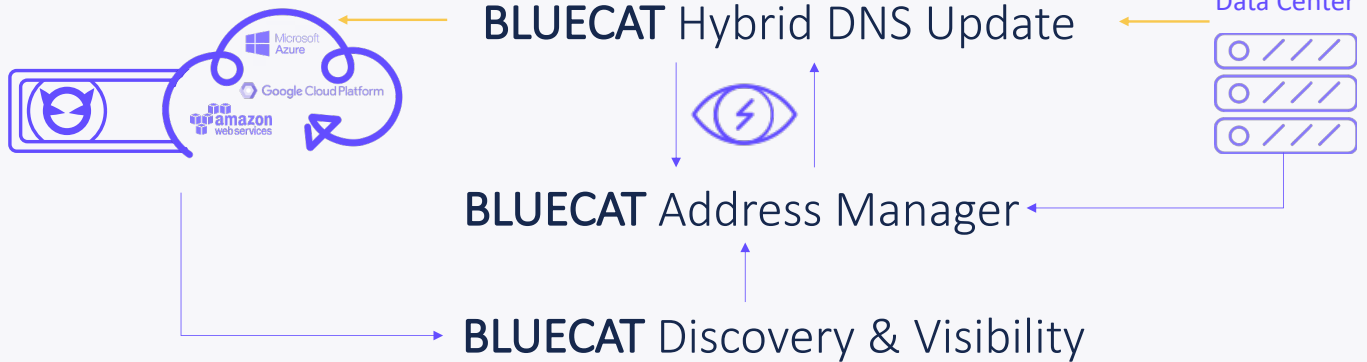 Data Center
BLUECAT Hybrid DNS Update
Microsoft
Azure
Google Cloud Platform
amazon
webservices
BLUECAT Address Manager
BLUECAT Discovery & Visibility